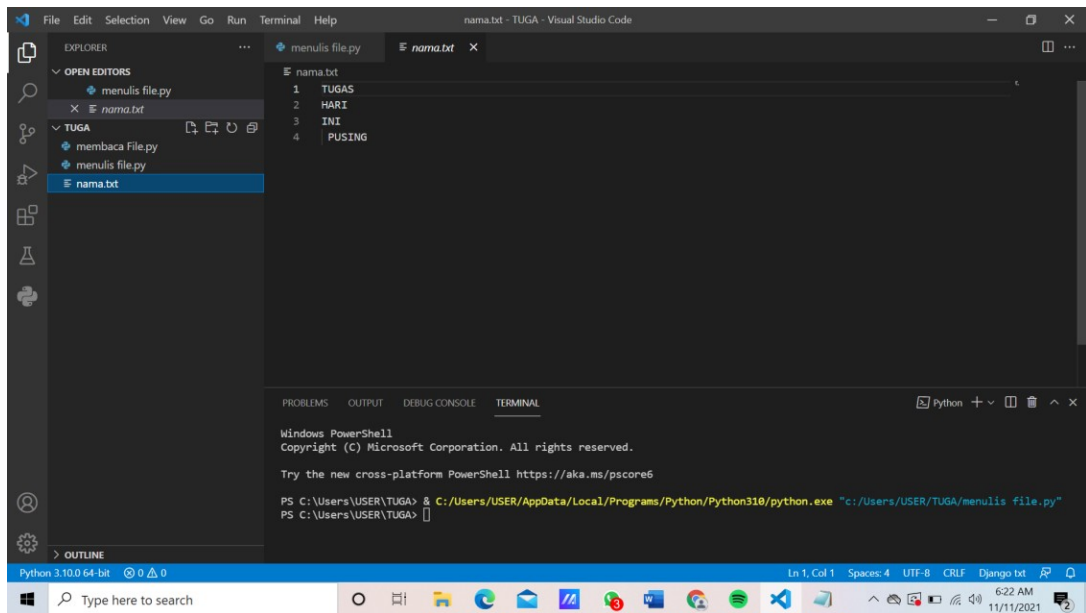 File Edit Selection View Go Run Terminal Help
nama.txt - TUGA - Visual Studio Code
EXPLORER
OPEN EDITORS
menulis file.py
nama.txt
TUGA
membaca File.py
menulis file.py
nama.txt
OUTLINE
menulis file.py
nama.txt
nama.txt
1 TUGAS
2 HARI
3 INI
4 PUSING
PROBLEMS OUTPUT DEBUG CONSOLE TERMINAL
Python
Windows PowerShell
Copyright (C) Microsoft Corporation. All rights reserved.
Try the new cross-platform PowerShell https://aka.ms/pscore6
PS C:\Users\USER\TUGA> & C:/Users/USER/AppData/Local/Programs/Python/Python310/python.exe "c:/Users/USER/TUGA/menulis file.py"
PS C:\Users\USER\TUGA>
Python 3.10.0 64-bit 0 0
Ln 1, Col 1 Spaces: 4 UTF-8 CRLF Django txt
Type here to search
3
W
6:22 AM
11/11/2021
2